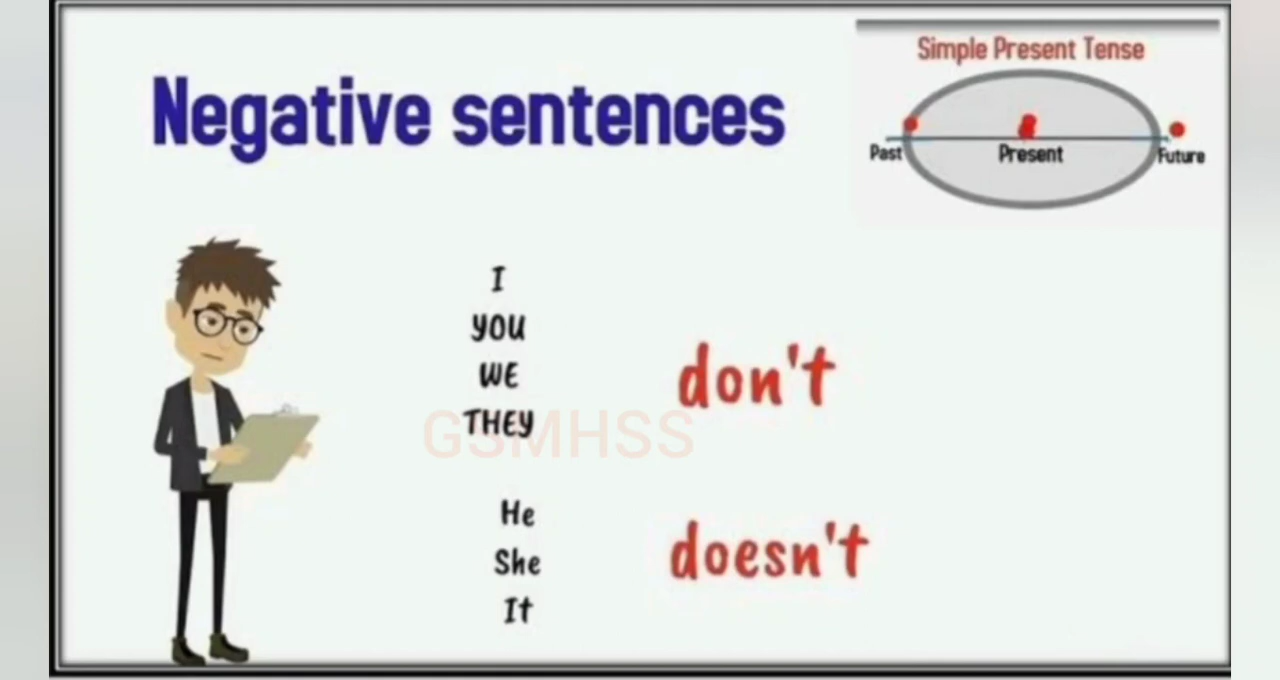 Simple Present Tense
Negative sentences
Past Present Future
I
you
WE
THEY
don't
GSMHSS
He
She
It
doesn't